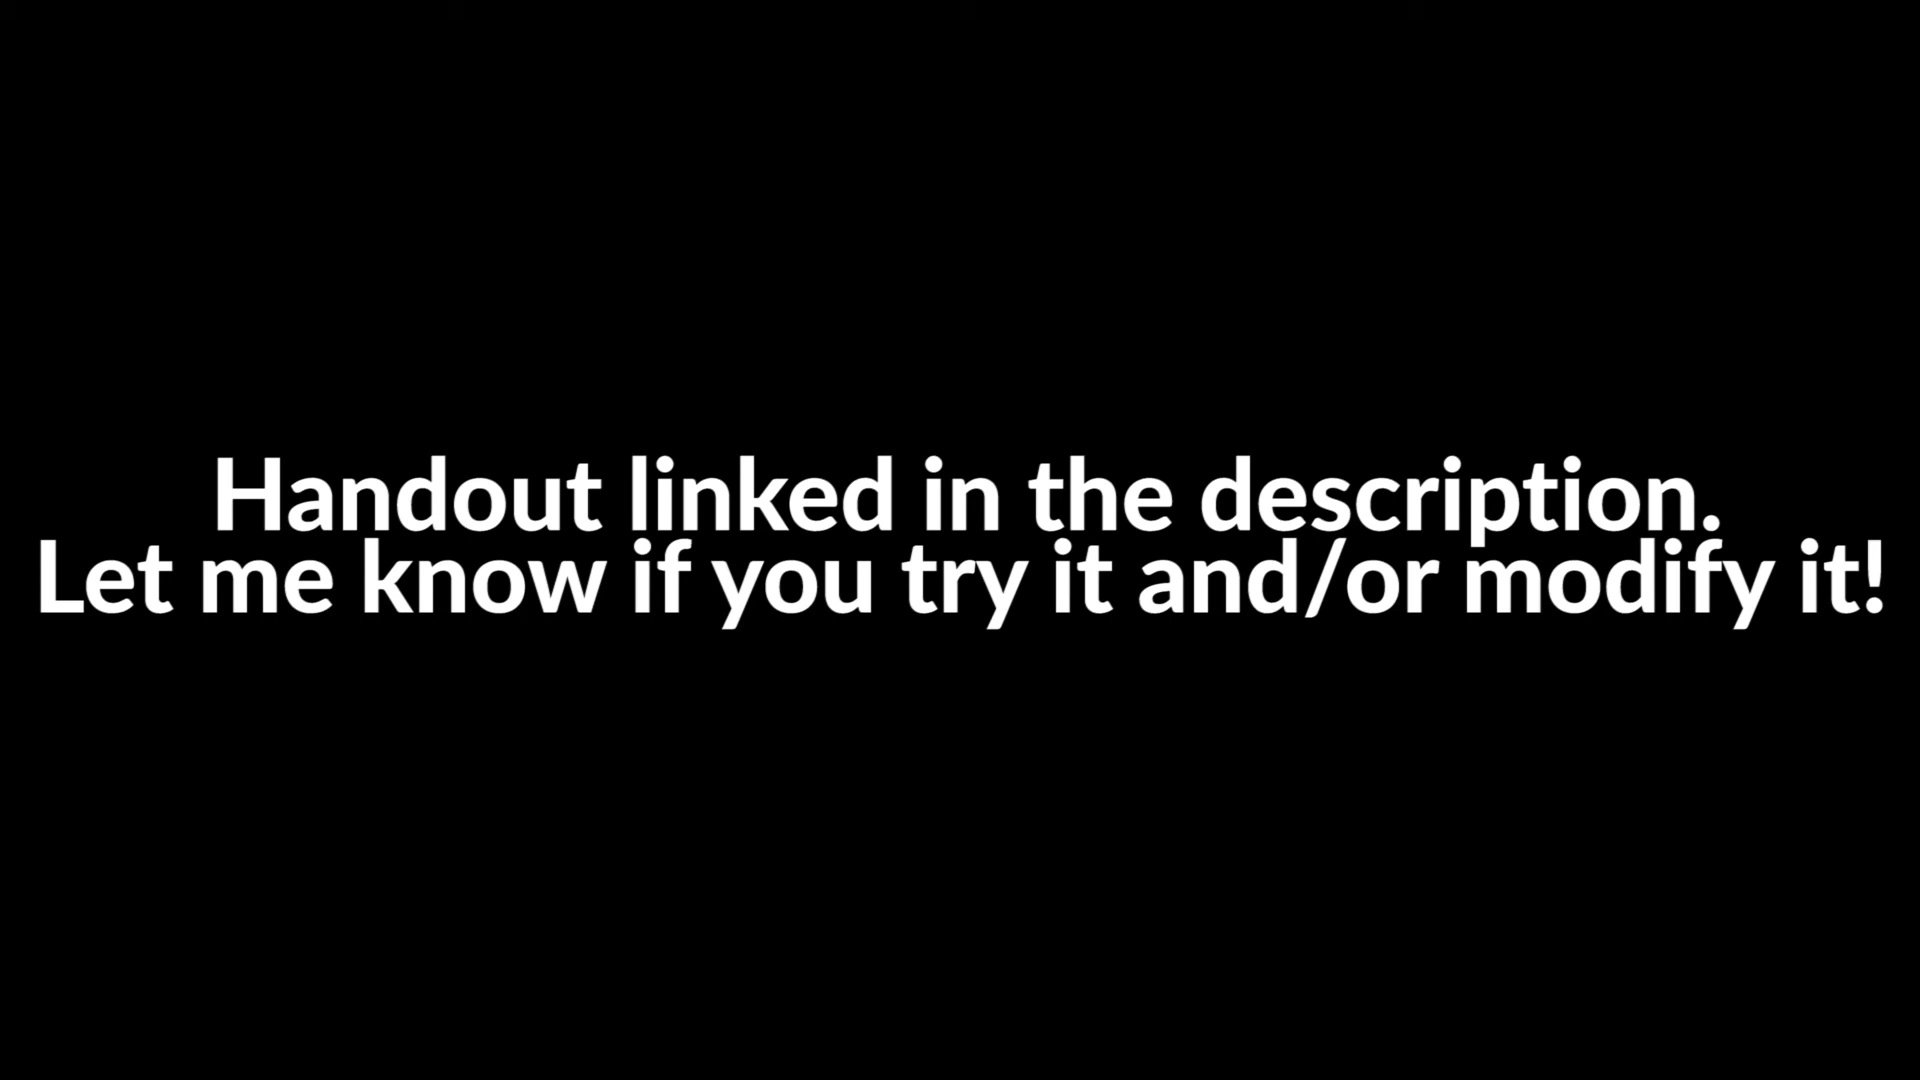 Handout linked in the description.
Let me know if you try it and/or modify it!